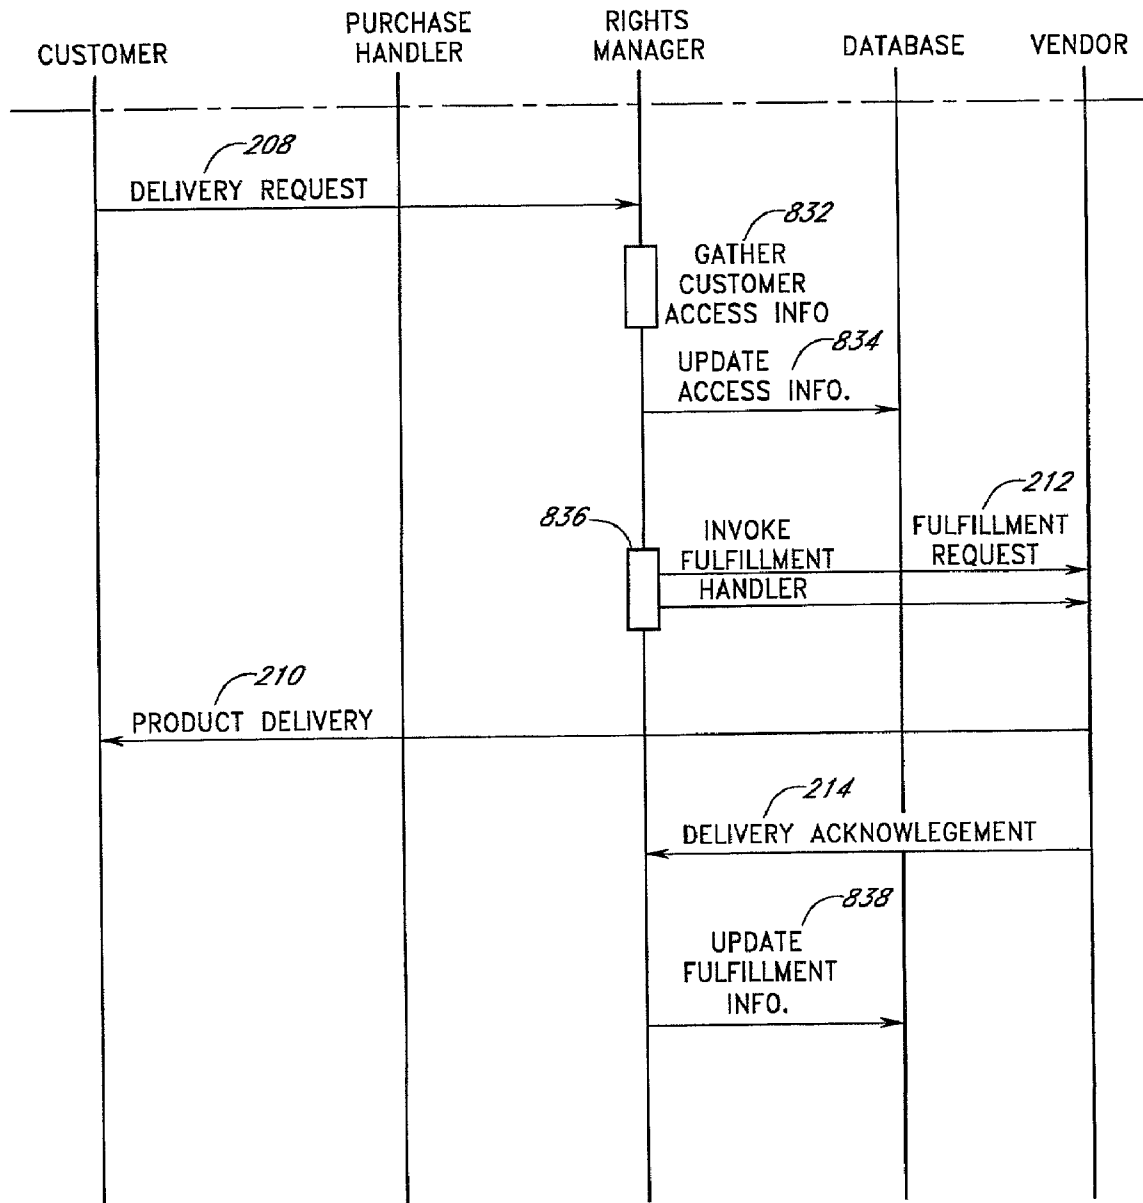 CUSTOMER
PURCHASE
HANDLER
RIGHTS
MANAGER
DATABASE
VENDOR
208
DELIVERY REQUEST
832
GATHER
CUSTOMER
ACCESS INFO
834
UPDATE
ACCESS INFO.
836
INVOKE
FULFILLMENT
HANDLER
212
FULFILLMENT
REQUEST
210
PRODUCT DELIVERY
214
DELIVERY ACKNOWLEGEMENT
838
UPDATE
FULFILLMENT
INFO.